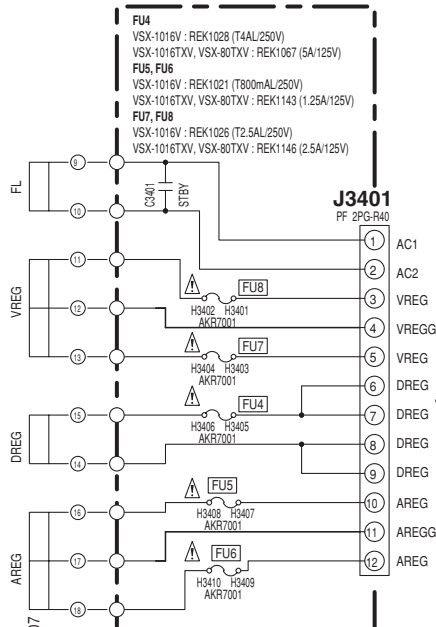 FU4
VSX-1016V : REK1028 (T4AL/250V)
VSX-1016TXV, VSX-80TXV : REK1067 (5A/125V)
FU5, FU6
VSX-1016V : REK1021 (T800mAL/250V)
VSX-1016TXV, VSX-80TXV : REK1143 (1.25A/125V)
FU7, FU8
VSX-1016V : REK1026 (T2.5AL/250V)
VSX-1016TXV, VSX-80TXV : REK1146 (2.5A/125V)
J3401
PF 2PG-R40
FL
9
10
C3401
STBY
1 AC1
2 AC2
VREG
11
12
13
FU8
H3402 H3401
AKR7001
3 VREG
4 VREGG
FU7
H3404 H3403
AKR7001
5 VREG
DREG
15
14
FU4
H3406 H3405
AKR7001
6 DREG
7 DREG
8 DREG
9 DREG
AREG
16
17
18
FU5
H3408 H3407
AKR7001
10 AREG
11 AREGG
FU6
H3410 H3409
AKR7001
12 AREG
07